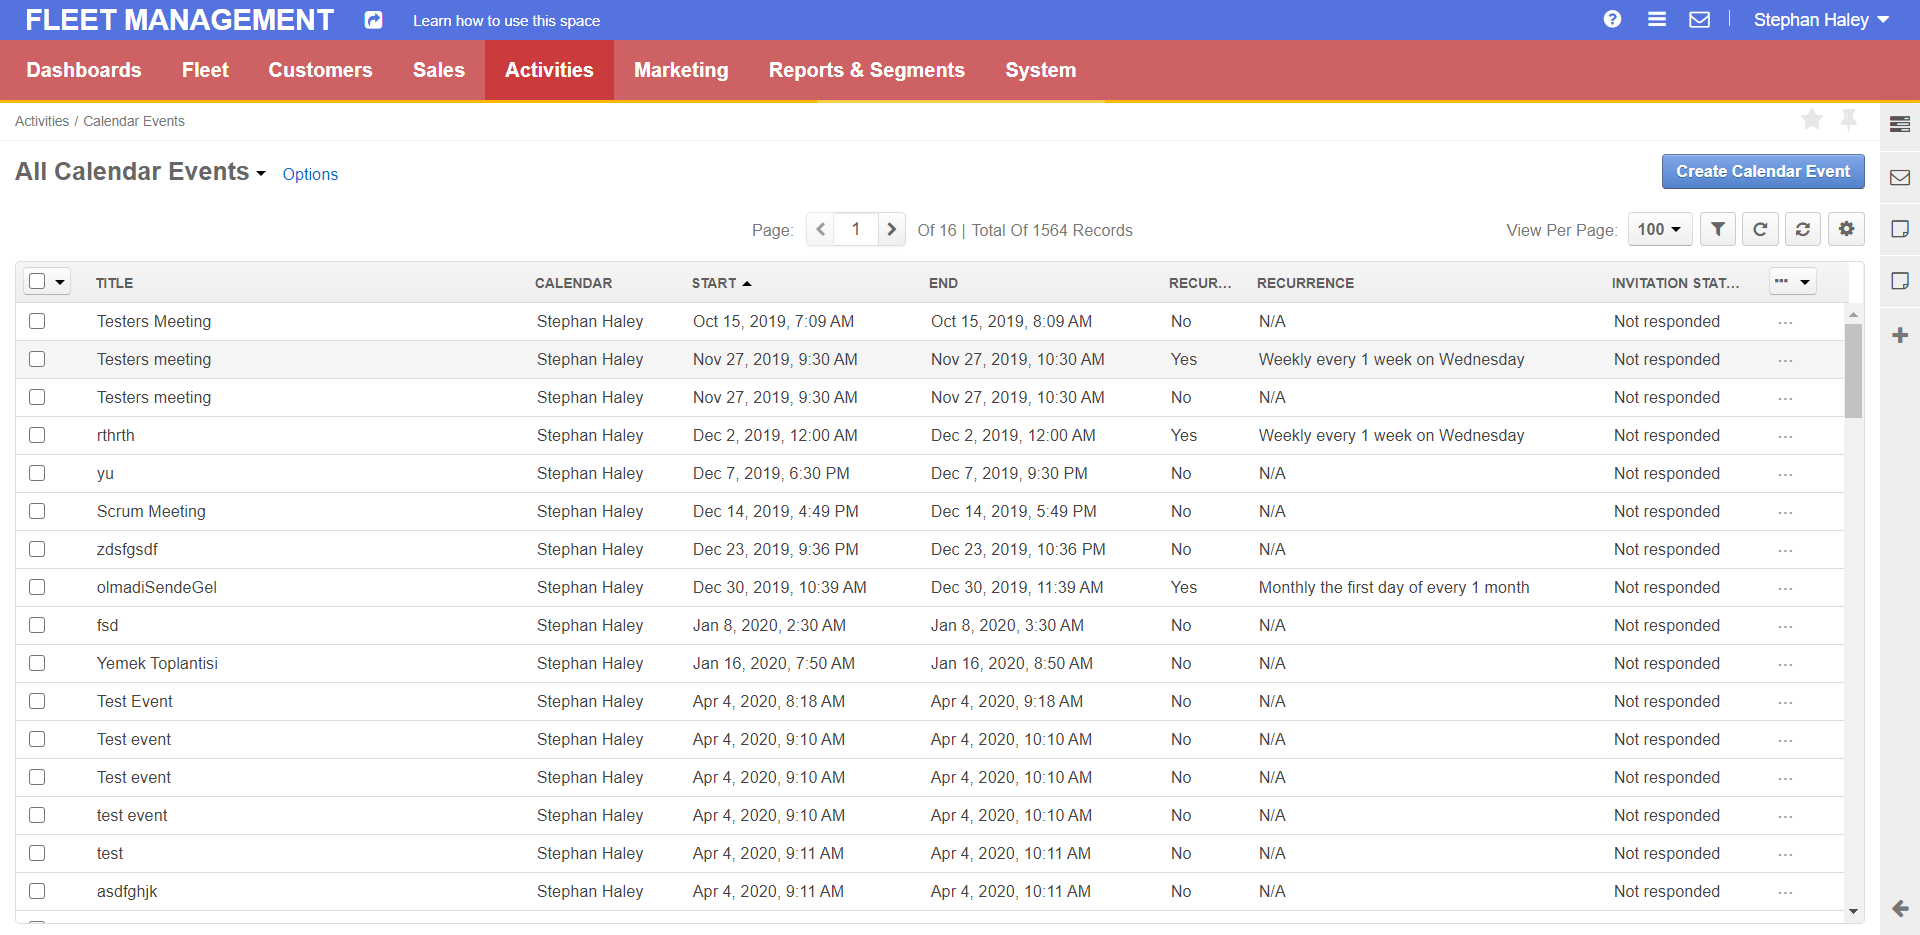 FLEET MANAGEMENT Learn how to use this space Stephan Haley
Dashboards Fleet Customers Sales Activities Marketing Reports & Segments System
Activities / Calendar Events
All Calendar Events Options Create Calendar Event
Page: 1 Of 16 | Total Of 1564 Records View Per Page: 100
TITLE CALENDAR START END RECUR... RECURRENCE INVITATION STAT...
Testers Meeting Stephan Haley Oct 15, 2019, 7:09 AM Oct 15, 2019, 8:09 AM No N/A Not responded ...
Testers meeting Stephan Haley Nov 27, 2019, 9:30 AM Nov 27, 2019, 10:30 AM Yes Weekly every 1 week on Wednesday Not responded ...
Testers meeting Stephan Haley Nov 27, 2019, 9:30 AM Nov 27, 2019, 10:30 AM No N/A Not responded ...
rthrth Stephan Haley Dec 2, 2019, 12:00 AM Dec 2, 2019, 12:00 AM Yes Weekly every 1 week on Wednesday Not responded ...
yu Stephan Haley Dec 7, 2019, 6:30 PM Dec 7, 2019, 9:30 PM No N/A Not responded ...
Scrum Meeting Stephan Haley Dec 14, 2019, 4:49 PM Dec 14, 2019, 5:49 PM No N/A Not responded ...
zdsfgsdf Stephan Haley Dec 23, 2019, 9:36 PM Dec 23, 2019, 10:36 PM No N/A Not responded ...
olmadiSendeGel Stephan Haley Dec 30, 2019, 10:39 AM Dec 30, 2019, 11:39 AM Yes Monthly the first day of every 1 month Not responded ...
fsd Stephan Haley Jan 8, 2020, 2:30 AM Jan 8, 2020, 3:30 AM No N/A Not responded ...
Yemek Toplantisi Stephan Haley Jan 16, 2020, 7:50 AM Jan 16, 2020, 8:50 AM No N/A Not responded ...
Test Event Stephan Haley Apr 4, 2020, 8:18 AM Apr 4, 2020, 9:18 AM No N/A Not responded ...
Test event Stephan Haley Apr 4, 2020, 9:10 AM Apr 4, 2020, 10:10 AM No N/A Not responded ...
Test event Stephan Haley Apr 4, 2020, 9:10 AM Apr 4, 2020, 10:10 AM No N/A Not responded ...
test event Stephan Haley Apr 4, 2020, 9:10 AM Apr 4, 2020, 10:10 AM No N/A Not responded ...
test Stephan Haley Apr 4, 2020, 9:11 AM Apr 4, 2020, 10:11 AM No N/A Not responded ...
asdfghjk Stephan Haley Apr 4, 2020, 9:11 AM Apr 4, 2020, 10:11 AM No N/A Not responded ...